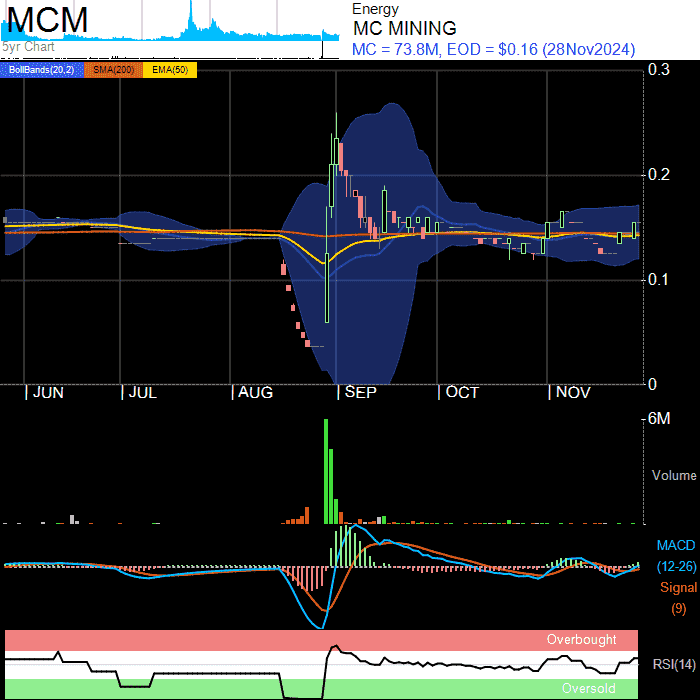 MCM
5yr Chart
Energy
MC MINING
MC = 73.8M, EOD = $0.16 (28Nov2024)
BollBands(20,2) SMA(200) EMA(50)
0.3
0.2
0.1
0
JUN JUL AUG SEP OCT NOV
6M
Volume
MACD
(12-26)
Signal
(9)
Overbought
RSI(14)
Oversold